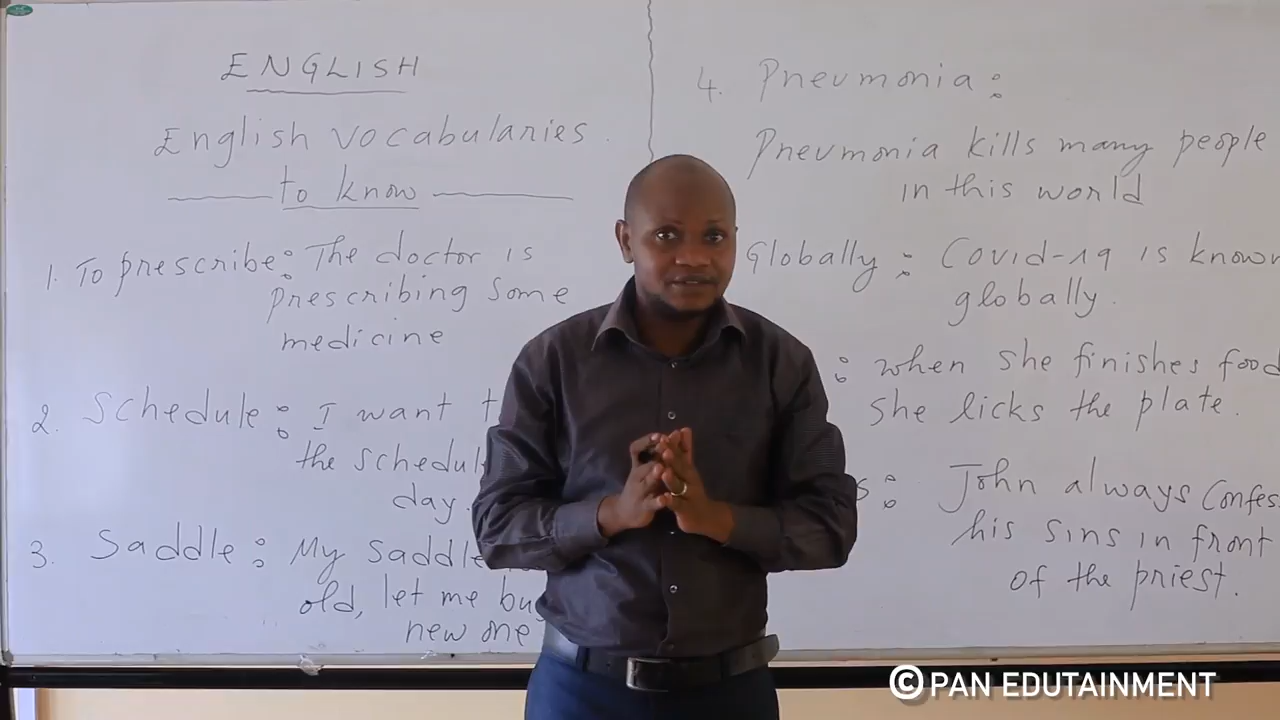 ENGLISH
English vocabularies.
to know
1. To prescribe: The doctor is
prescribing some
medicine
2. Schedule: I want
the
day.
3. Saddle: My saddle
old, let me
new one
4. Pneumonia:
Pneumonia kills many people
in this world
Globally: Covid-19 is known
globally.
: when she finishes food
she licks the plate.
: John always
his sins in front
of the priest.
©PAN EDUTAINMENT